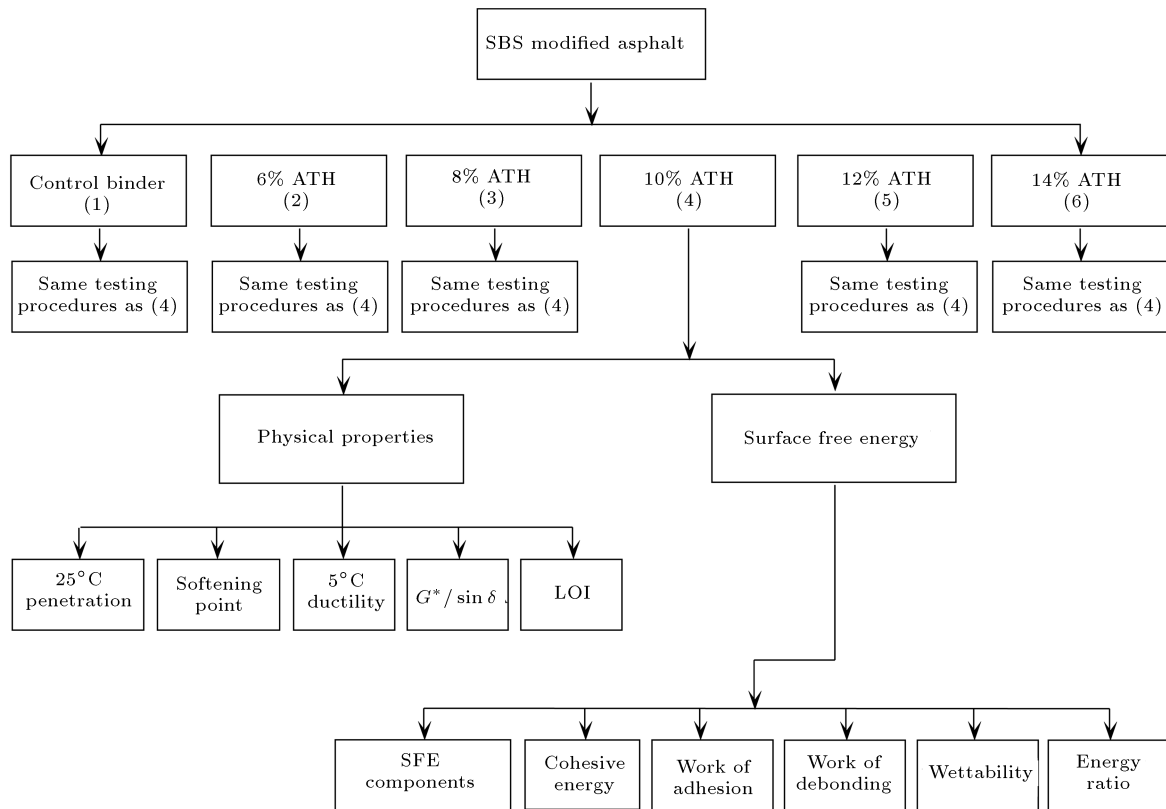 SBS modified asphalt
Control binder
(1)
6% ATH
(2)
8% ATH
(3)
10% ATH
(4)
12% ATH
(5)
14% ATH
(6)
Same testing
procedures as (4)
Same testing
procedures as (4)
Same testing
procedures as (4)
Same testing
procedures as (4)
Same testing
procedures as (4)
Physical properties
Surface free energy
25°C
penetration
Softening
point
5°C
ductility
G*/ sin δ
LOI
SFE
components
Cohesive
energy
Work of
adhesion
Work of
debonding
Wettability
Energy
ratio